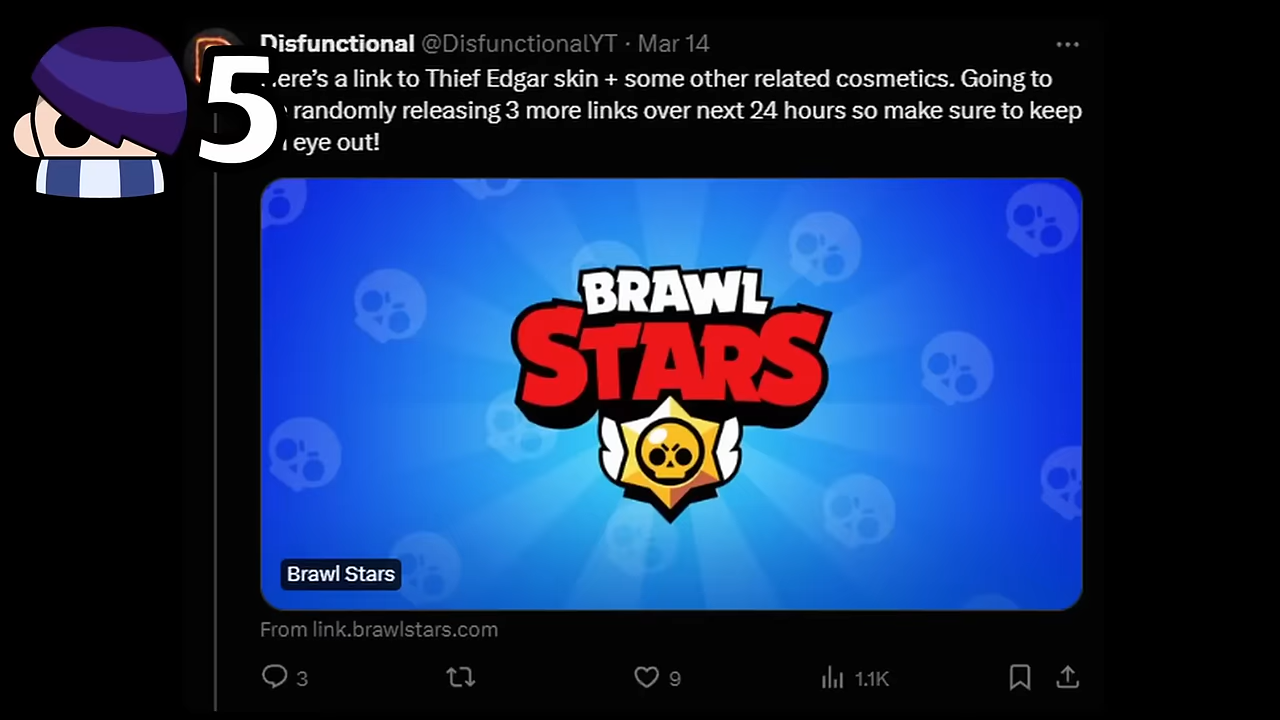 5
Disfunctional @DisfunctionalYT · Mar 14
Here's a link to Thief Edgar skin + some other related cosmetics. Going to
randomly releasing 3 more links over next 24 hours so make sure to keep
eye out!
BRAWL
STARS
Brawl Stars
From link.brawlstars.com
3
9
1.1K